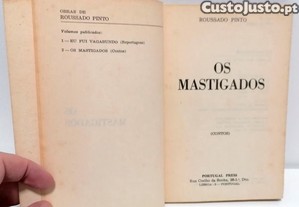 Custojusto.pt
OBRAS DE
ROUSSADO PINTO
Volumes publicados:
1 — EU FUI VAGABUNDO (Reportagem)
2 — OS MASTIGADOS (Contos)
ROUSSADO PINTO
OS
MASTIGADOS
(CONTOS)
PORTUGAL PRESS
LISBOA — PORTUGAL